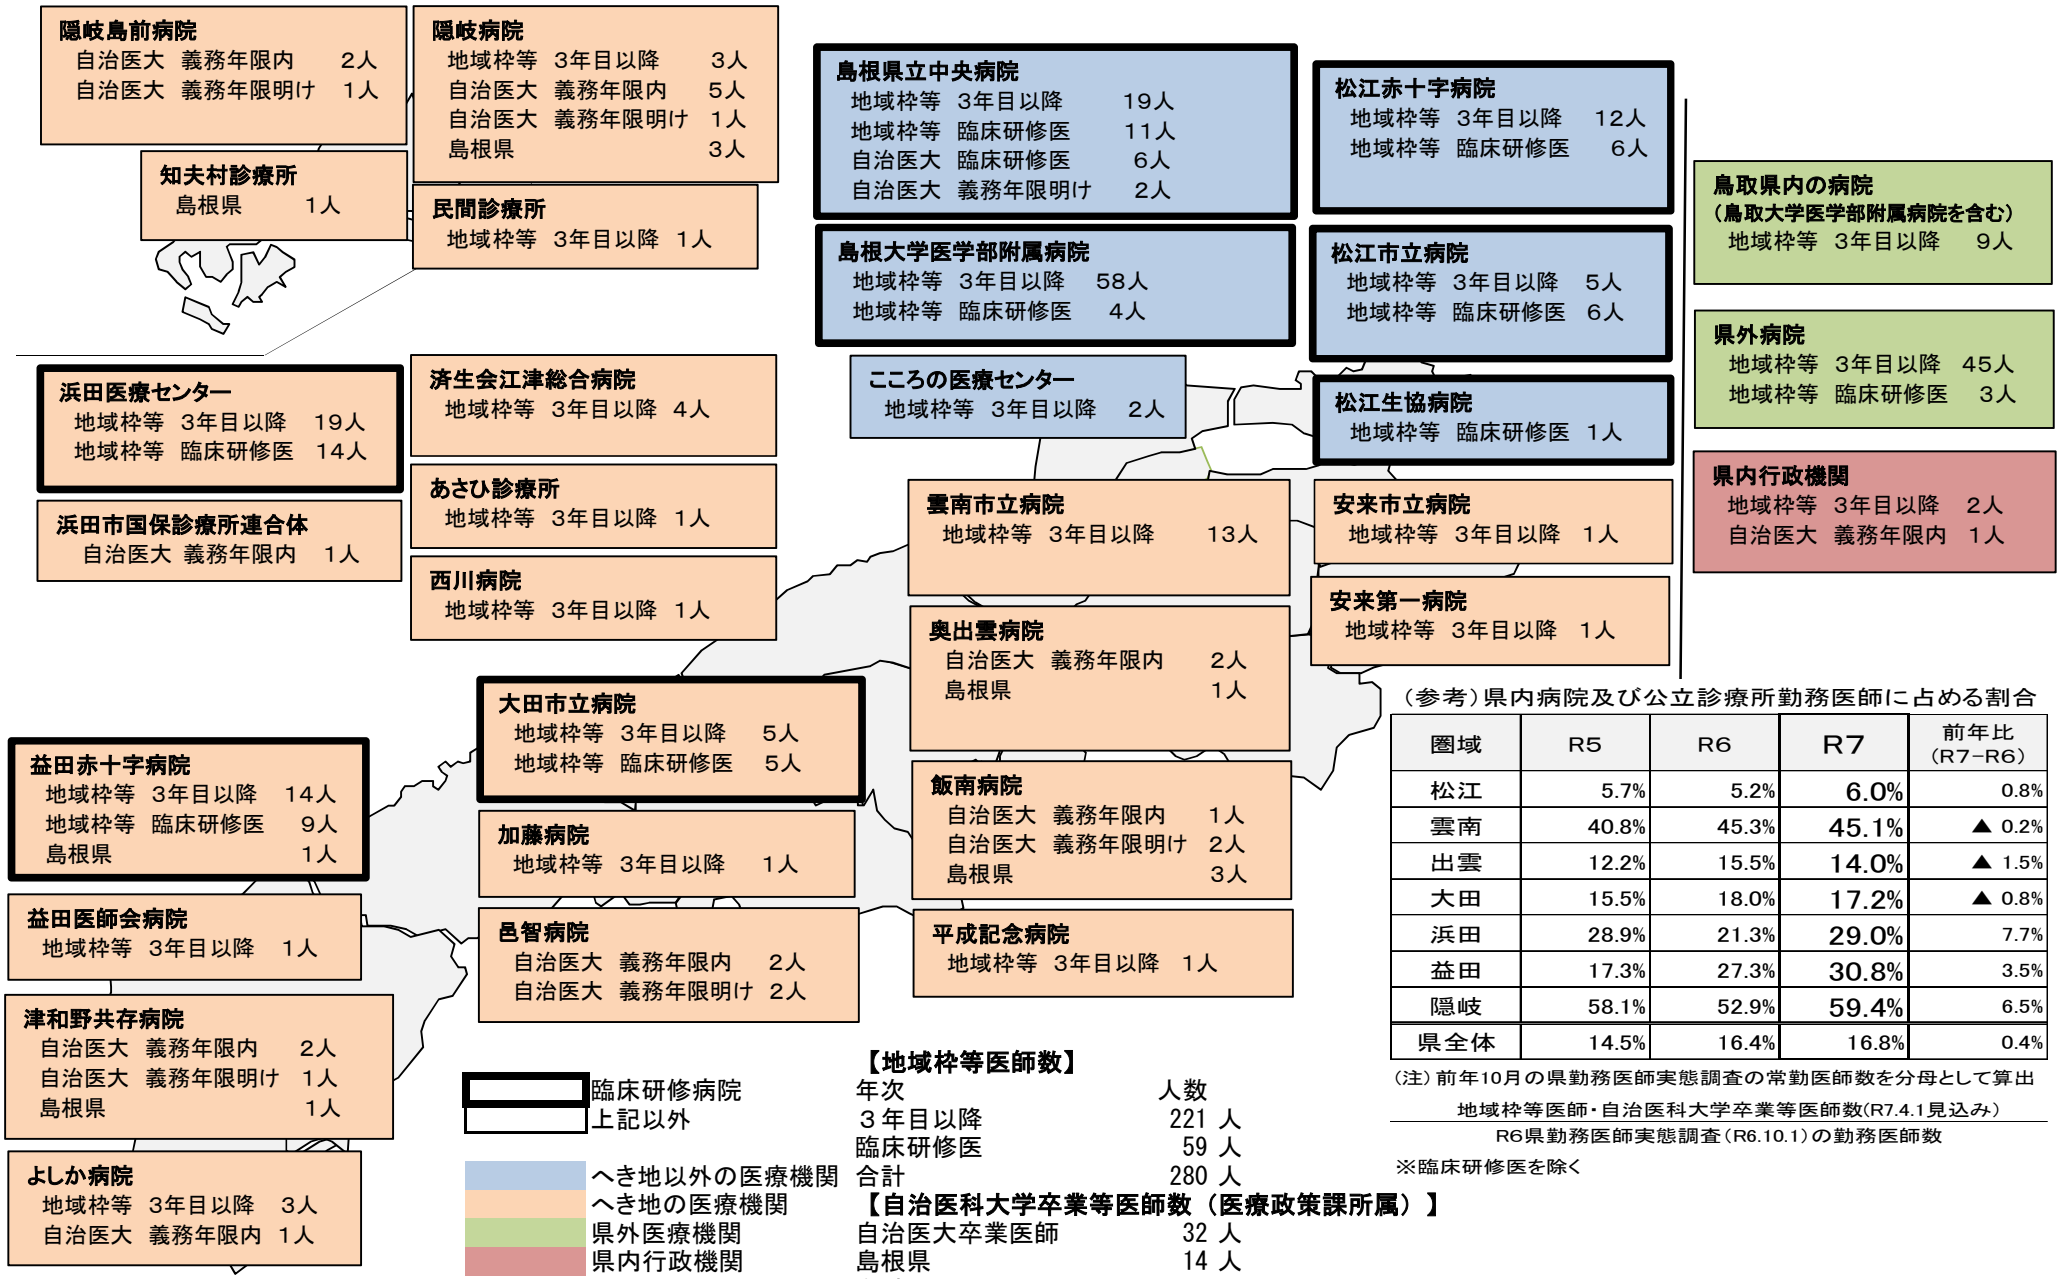 隠岐島前病院
自治医大 義務年限内 2人
自治医大 義務年限明け 1人
隠岐病院
地域枠等 3年目以降 3人
自治医大 義務年限内 5人
自治医大 義務年限明け 1人
島根県 3人
知夫村診療所
島根県 1人
民間診療所
地域枠等 3年目以降 1人
島根県立中央病院
地域枠等 3年目以降 19人
地域枠等 臨床研修医 11人
自治医大 臨床研修医 6人
自治医大 義務年限明け 2人
松江赤十字病院
地域枠等 3年目以降 12人
地域枠等 臨床研修医 6人
島根大学医学部附属病院
地域枠等 3年目以降 58人
地域枠等 臨床研修医 4人
松江市立病院
地域枠等 3年目以降 5人
地域枠等 臨床研修医 6人
鳥取県内の病院
（鳥取大学医学部附属病院を含む）
地域枠等 3年目以降 9人
県外病院
地域枠等 3年目以降 45人
地域枠等 臨床研修医 3人
県内行政機関
地域枠等 3年目以降 2人
自治医大 義務年限内 1人
浜田医療センター
地域枠等 3年目以降 19人
地域枠等 臨床研修医 14人
済生会江津総合病院
地域枠等 3年目以降 4人
こころの医療センター
地域枠等 3年目以降 2人
松江生協病院
地域枠等 臨床研修医 1人
浜田市国保診療所連合体
自治医大 義務年限内 1人
あさひ診療所
地域枠等 3年目以降 1人
西川病院
地域枠等 3年目以降 1人
雲南市立病院
地域枠等 3年目以降 13人
安来市立病院
地域枠等 3年目以降 1人
奥出雲病院
自治医大 義務年限内 2人
島根県 1人
安来第一病院
地域枠等 3年目以降 1人
大田市立病院
地域枠等 3年目以降 5人
地域枠等 臨床研修医 5人
飯南病院
自治医大 義務年限内 1人
自治医大 義務年限明け 2人
島根県 3人
益田赤十字病院
地域枠等 3年目以降 14人
地域枠等 臨床研修医 9人
島根県 1人
加藤病院
地域枠等 3年目以降 1人
益田医師会病院
地域枠等 3年目以降 1人
邑智病院
自治医大 義務年限内 2人
自治医大 義務年限明け 2人
平成記念病院
地域枠等 3年目以降 1人
津和野共存病院
自治医大 義務年限内 2人
自治医大 義務年限明け 1人
島根県 1人
よしか病院
地域枠等 3年目以降 3人
自治医大 義務年限内 1人
臨床研修病院
上記以外
へき地以外の医療機関
へき地の医療機関
県外医療機関
県内行政機関
【地域枠等医師数】
年次 人数
３年目以降 221 人
臨床研修医 59 人
合計 280 人
【自治医科大学卒業等医師数（医療政策課所属）】
自治医大卒業医師 32 人
島根県 14 人
（参考）県内病院及び公立診療所勤務医師に占める割合
圏域 R5 R6 R7 前年比
（R7-R6）
松江 5.7% 5.2% 6.0% 0.8%
雲南 40.8% 45.3% 45.1% ▲ 0.2%
出雲 12.2% 15.5% 14.0% ▲ 1.5%
大田 15.5% 18.0% 17.2% ▲ 0.8%
浜田 28.9% 21.3% 29.0% 7.7%
益田 17.3% 27.3% 30.8% 3.5%
隠岐 58.1% 52.9% 59.4% 6.5%
県全体 14.5% 16.4% 16.8% 0.4%
（注）前年10月の県勤務医師実態調査の常勤医師数を分母として算出
地域枠等医師・自治医科大学卒業等医師数(R7.4.1見込み)
R6県勤務医師実態調査（R6.10.1）の勤務医師数
※臨床研修医を除く